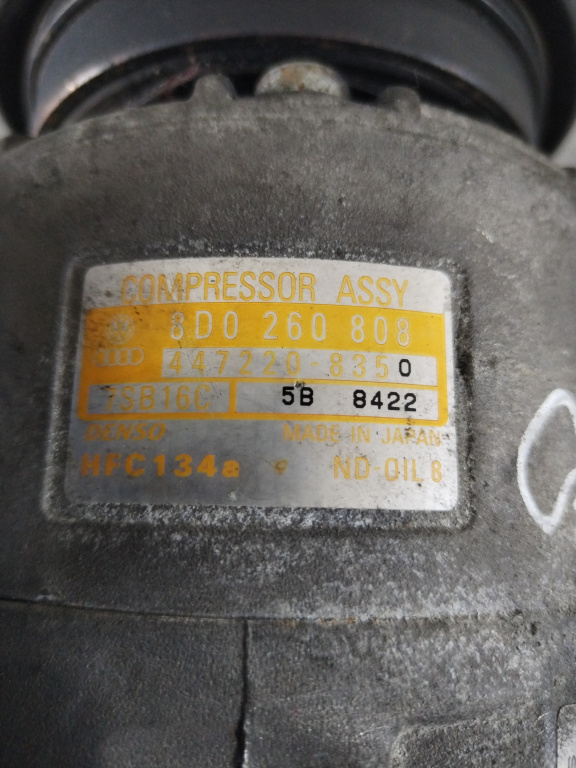 COMPRESSOR ASSY
8D0 260 808
447220-8350
7SB16C 5B 8422
DENSO MADE IN JAPAN
HFC134a ND-OIL 8